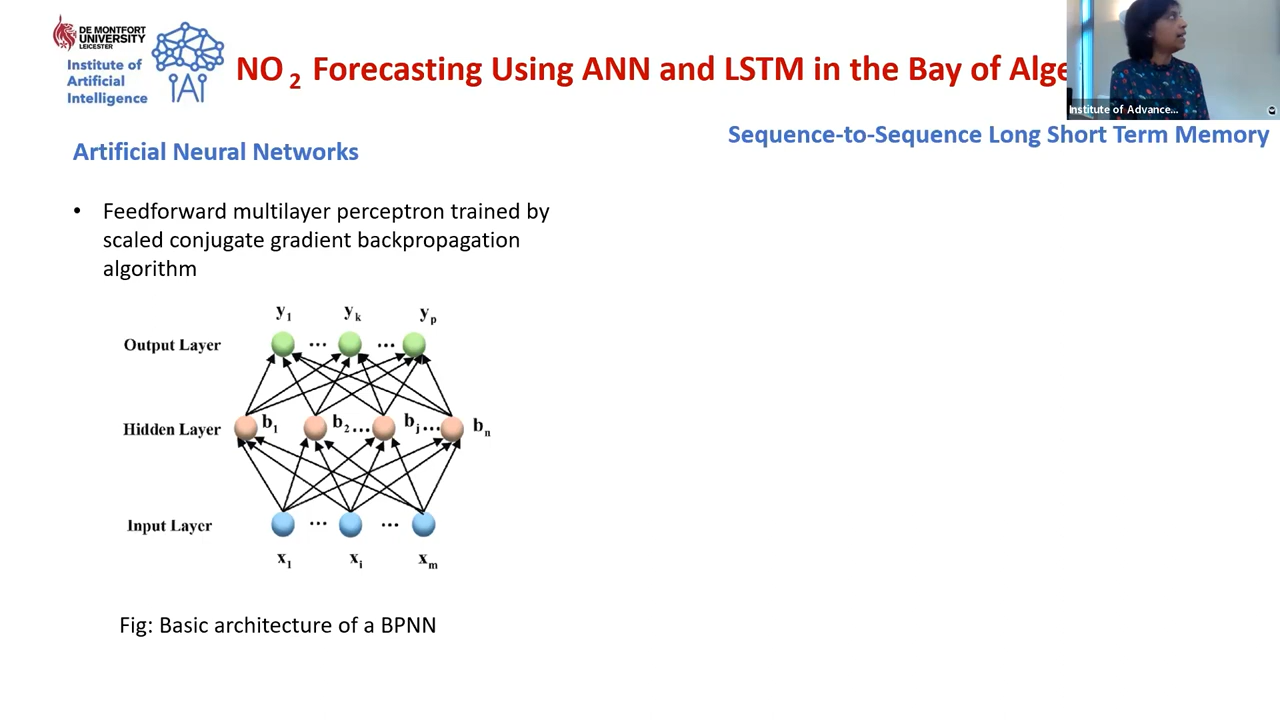 DE MONTFORT
UNIVERSITY
LEICESTER
Institute of
Artificial
Intelligence
IAI
NO 2 Forecasting Using ANN and LSTM in the Bay of Alge
Institute of Advance...
Artificial Neural Networks
Sequence-to-Sequence Long Short Term Memory
• Feedforward multilayer perceptron trained by
scaled conjugate gradient backpropagation
algorithm
y1 yk yp
Output Layer ... ...
Hidden Layer b1 b2... bj... bn
Input Layer ... ...
x1 xi xm
Fig: Basic architecture of a BPNN